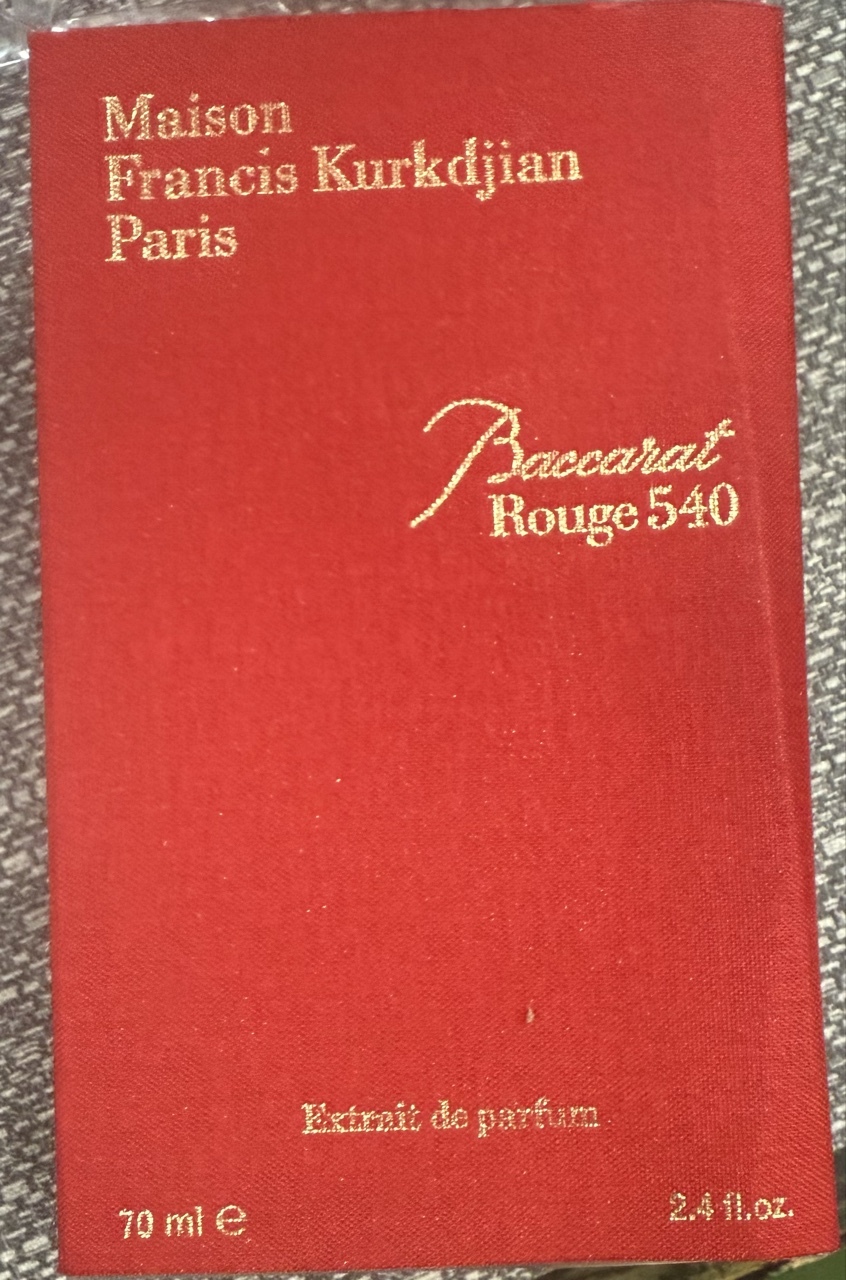 Maison
Francis Kurkdjian
Paris
Baccarat
Rouge 540
Extrait de parfum
70 ml ℮
2.4 fl.oz.